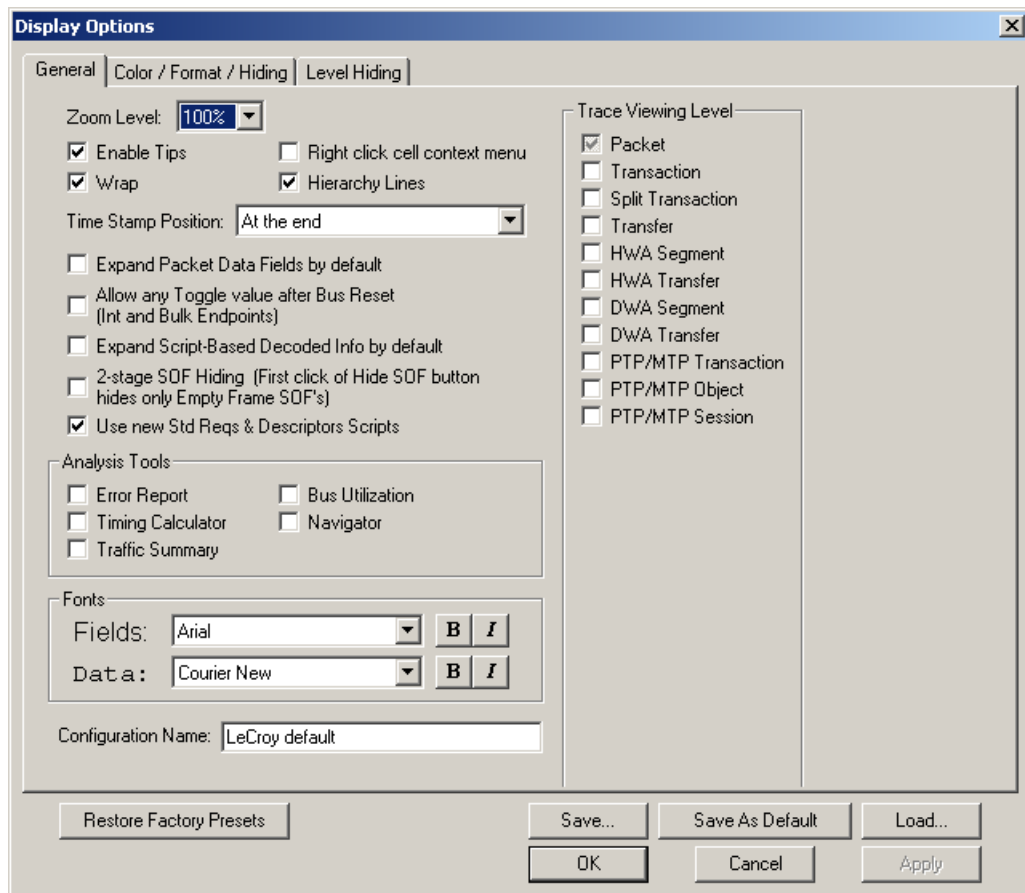 Display Options
General
Color / Format / Hiding
Level Hiding
Zoom Level: 100%
Enable Tips
Right click cell context menu
Wrap
Hierarchy Lines
Time Stamp Position: At the end
Expand Packet Data Fields by default
Allow any Toggle value after Bus Reset
(Int and Bulk Endpoints)
Expand Script-Based Decoded Info by default
2-stage SOF Hiding (First click of Hide SOF button
hides only Empty Frame SOF's)
Use new Std Reqs & Descriptors Scripts
Analysis Tools
Error Report
Bus Utilization
Timing Calculator
Navigator
Traffic Summary
Fonts
Fields: Arial B I
Data: Courier New B I
Configuration Name: LeCroy default
Trace Viewing Level
Packet
Transaction
Split Transaction
Transfer
HWA Segment
HWA Transfer
DWA Segment
DWA Transfer
PTP/MTP Transaction
PTP/MTP Object
PTP/MTP Session
Restore Factory Presets
Save...
Save As Default
Load...
OK
Cancel
Apply